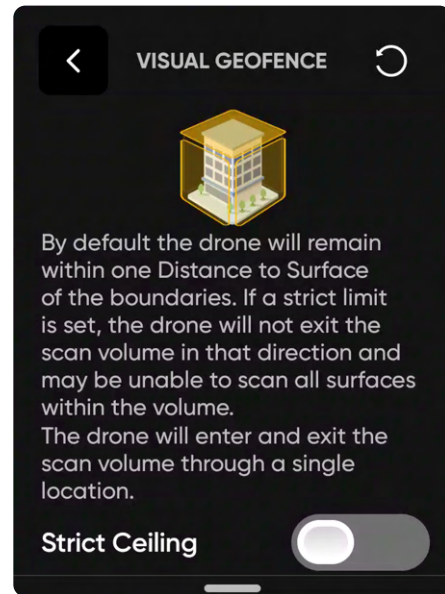 VISUAL GEOFENCE
By default the drone will remain
within one Distance to Surface
of the boundaries. If a strict limit
is set, the drone will not exit the
scan volume in that direction and
may be unable to scan all surfaces
within the volume.
The drone will enter and exit the
scan volume through a single
location.
Strict Ceiling